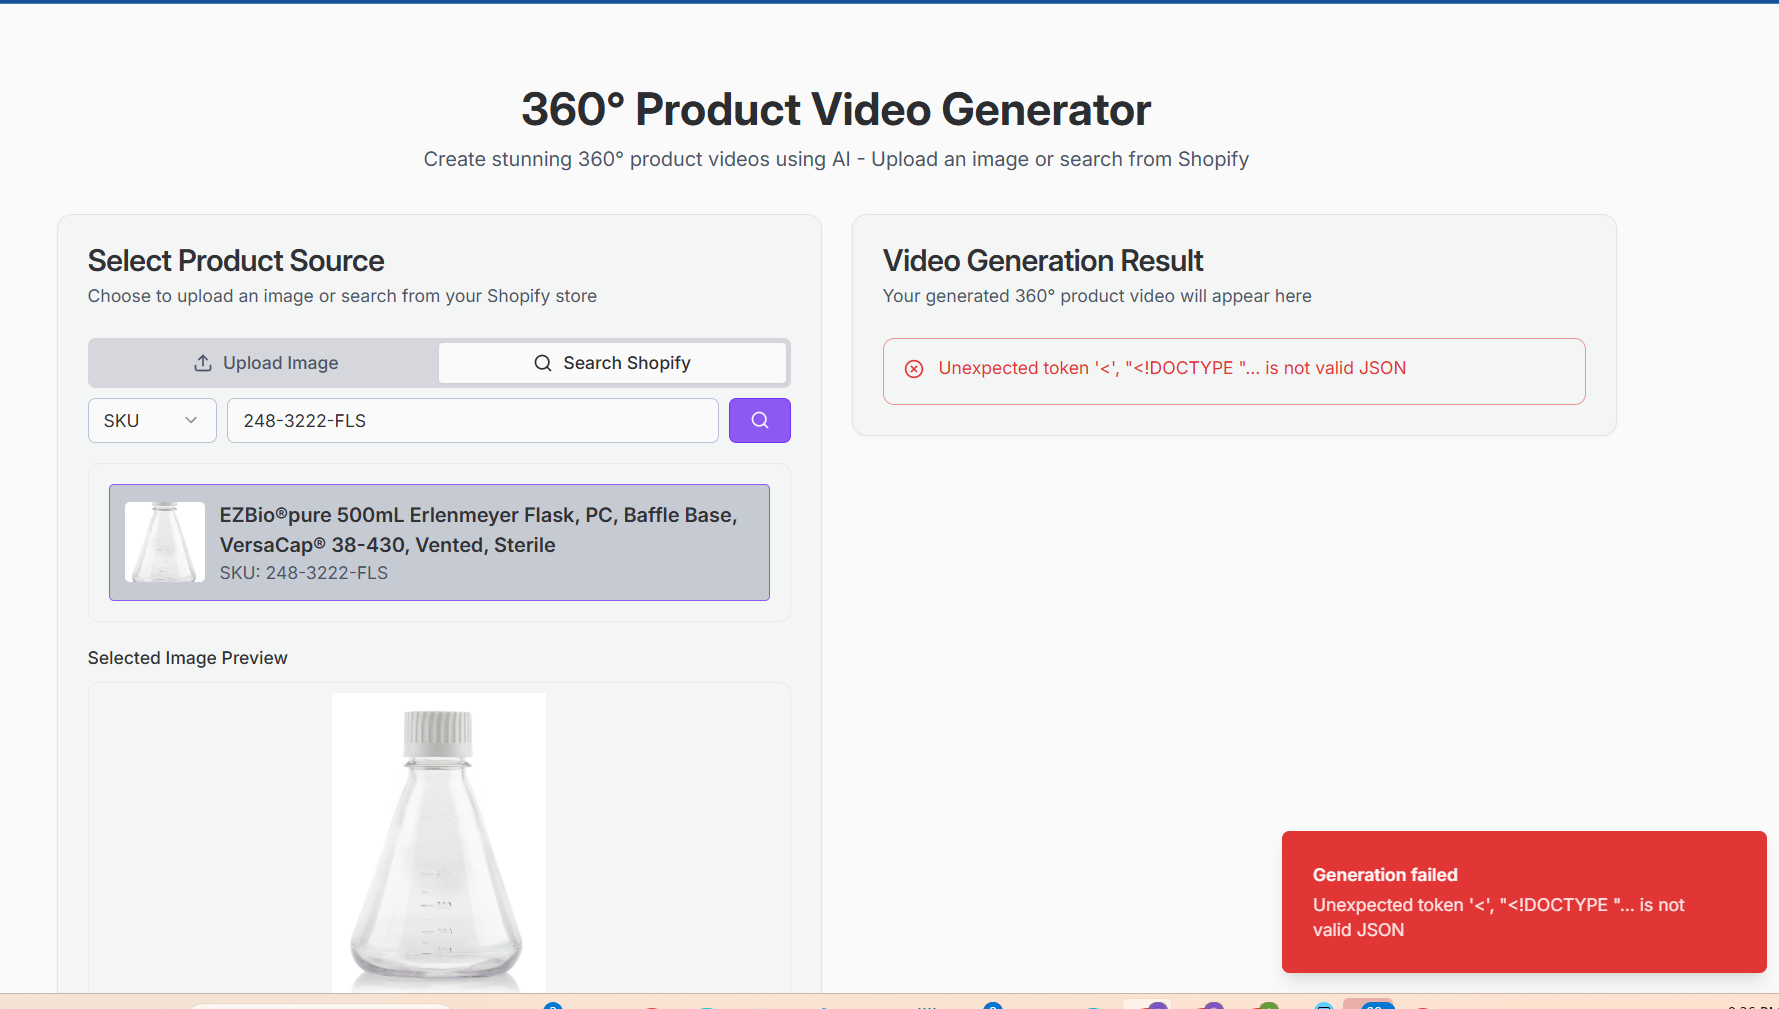 360° Product Video Generator
Create stunning 360° product videos using AI - Upload an image or search from Shopify
Select Product Source
Choose to upload an image or search from your Shopify store
Upload Image
Search Shopify
SKU
248-3222-FLS
EZBio®pure 500mL Erlenmeyer Flask, PC, Baffle Base,
VersaCap® 38-430, Vented, Sterile
SKU: 248-3222-FLS
Selected Image Preview
Video Generation Result
Your generated 360° product video will appear here
Unexpected token '<', "<!DOCTYPE "... is not valid JSON
Generation failed
Unexpected token '<', "<!DOCTYPE "... is not
valid JSON